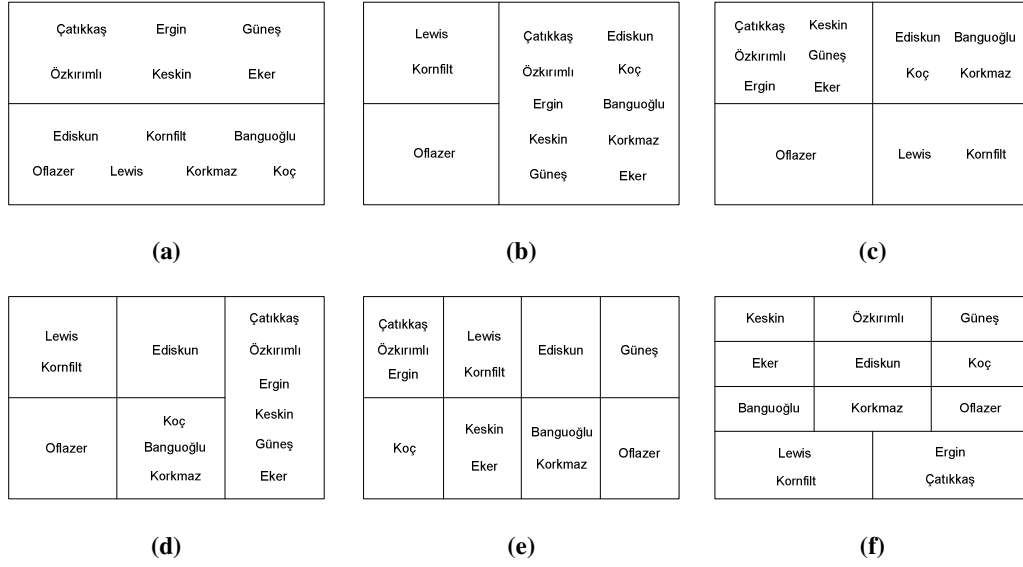 Çatıkkaş Ergin Güneş
Özkırımlı Keskin Eker
Ediskun Kornfilt Banguoğlu
Oflazer Lewis Korkmaz Koç
(a)
Lewis
Kornfilt
Oflazer
Çatıkkaş Ediskun
Özkırımlı Koç
Ergin Banguoğlu
Keskin Korkmaz
Güneş Eker
(b)
Çatıkkaş Keskin
Özkırımlı Güneş
Ergin Eker
Ediskun Banguoğlu
Koç Korkmaz
Oflazer
Lewis Kornfilt
(c)
Lewis
Kornfilt
Ediskun
Çatıkkaş
Özkırımlı
Ergin
Keskin
Güneş
Eker
Oflazer
Koç
Banguoğlu
Korkmaz
(d)
Çatıkkaş
Özkırımlı
Ergin
Lewis
Kornfilt
Ediskun
Güneş
Koç
Keskin
Eker
Banguoğlu
Korkmaz
Oflazer
(e)
Keskin Özkırımlı Güneş
Eker Ediskun Koç
Banguoğlu Korkmaz Oflazer
Lewis
Kornfilt
Ergin
Çatıkkaş
(f)